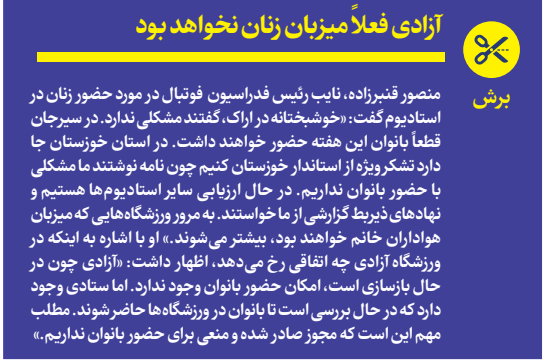 آزادی فعلاً میزبان زنان نخواهد بود
برش
منصور قنبرزاده، نایب رئیس فدراسیون فوتبال در مورد حضور زنان در
استادیوم گفت: «خوشبختانه در اراک، گفتند مشکلی ندارد. در سیرجان
قطعاً بانوان این هفته حضور خواهند داشت. در استان خوزستان جا
دارد تشکر ویژه از استاندار خوزستان کنیم چون نامه نوشتند ما مشکلی
با حضور بانوان نداریم. در حال ارزیابی سایر استادیوم‌ها هستیم و
نهادهای ذیربط گزارشی از ما خواستند. به مرور ورزشگاه‌هایی که میزبان
هواداران خانم خواهند بود، بیشتر می‌شوند.» او با اشاره به اینکه در
ورزشگاه آزادی چه اتفاقی رخ می‌دهد، اظهار داشت: «آزادی چون در
حال بازسازی است، امکان حضور بانوان وجود ندارد. اما ستادی وجود
دارد که در حال بررسی است تا بانوان در ورزشگاه‌ها حاضر شوند. مطلب
مهم این است که مجوز صادر شده و منعی برای حضور بانوان نداریم.»